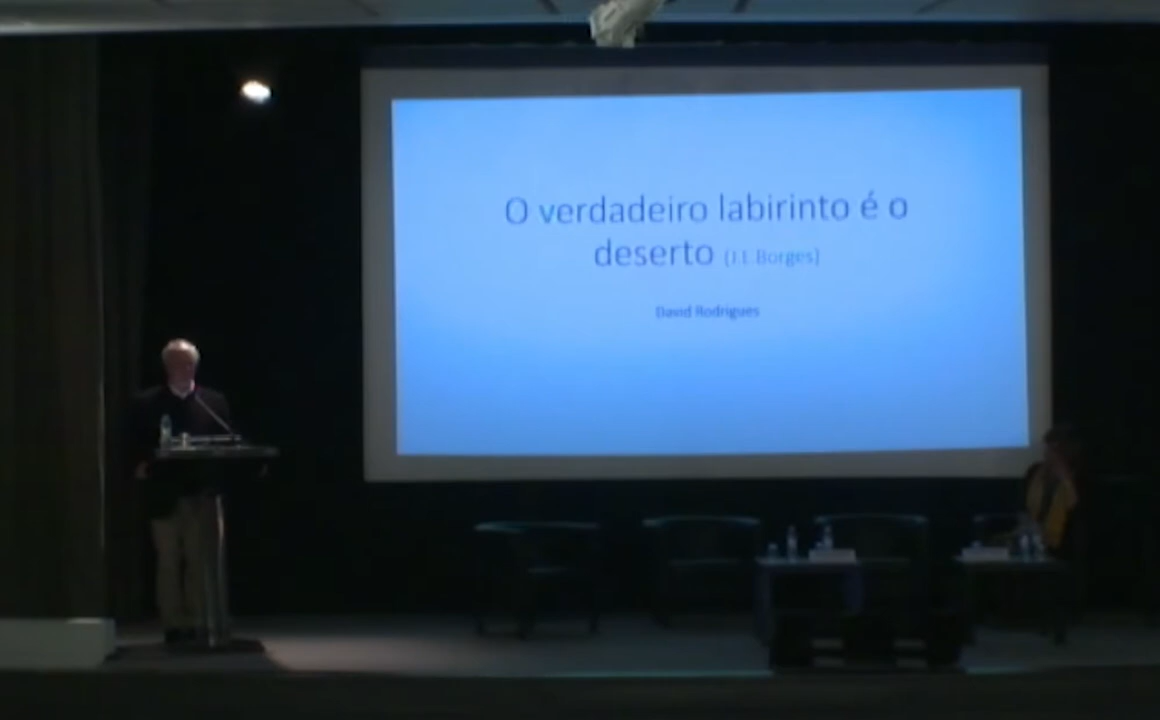 O verdadeiro labirinto é o
deserto (J.L Borges)
David Rodrigues